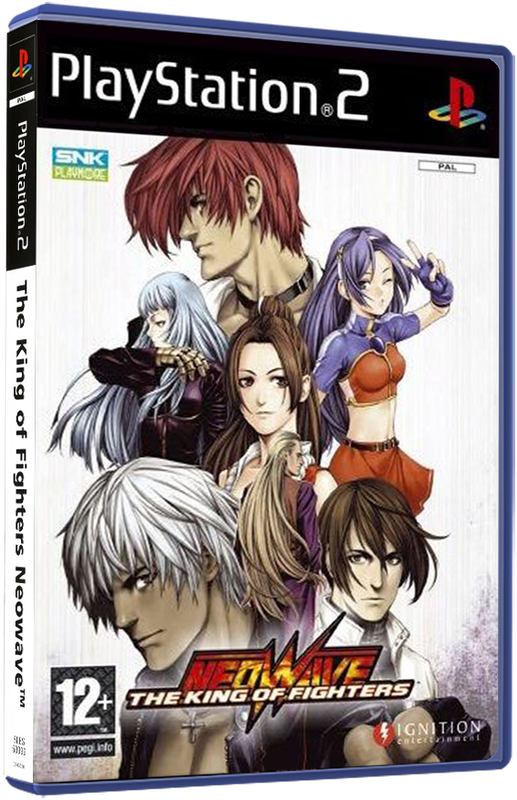 PAL
PlayStation®2
The King of Fighters Neowave™
PlayStation®2
PAL
SNK
PLAYMORE
NEOWAVE
THE KING OF FIGHTERS
12+
www.pegi.info
IGNITION
entertainment